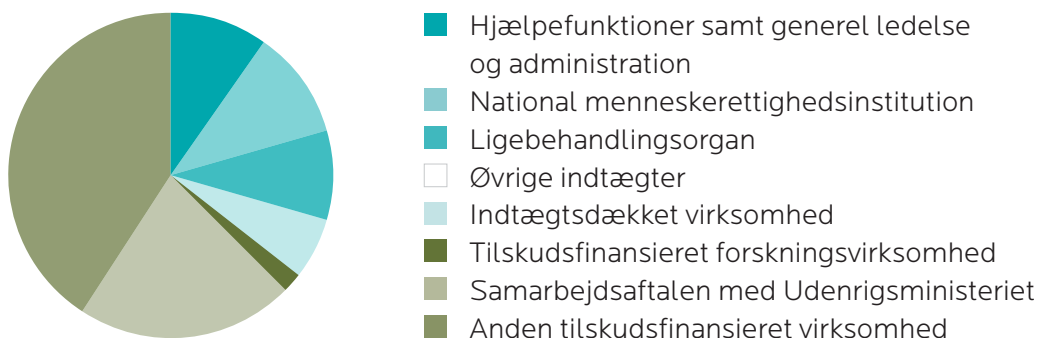 Hjælpefunktioner samt generel ledelse
og administration
National menneskerettighedsinstitution
Ligebehandlingsorgan
Øvrige indtægter
Indtægtsdækket virksomhed
Tilskudsfinansieret forskningsvirksomhed
Samarbejdsaftalen med Udenrigsministeriet
Anden tilskudsfinansieret virksomhed